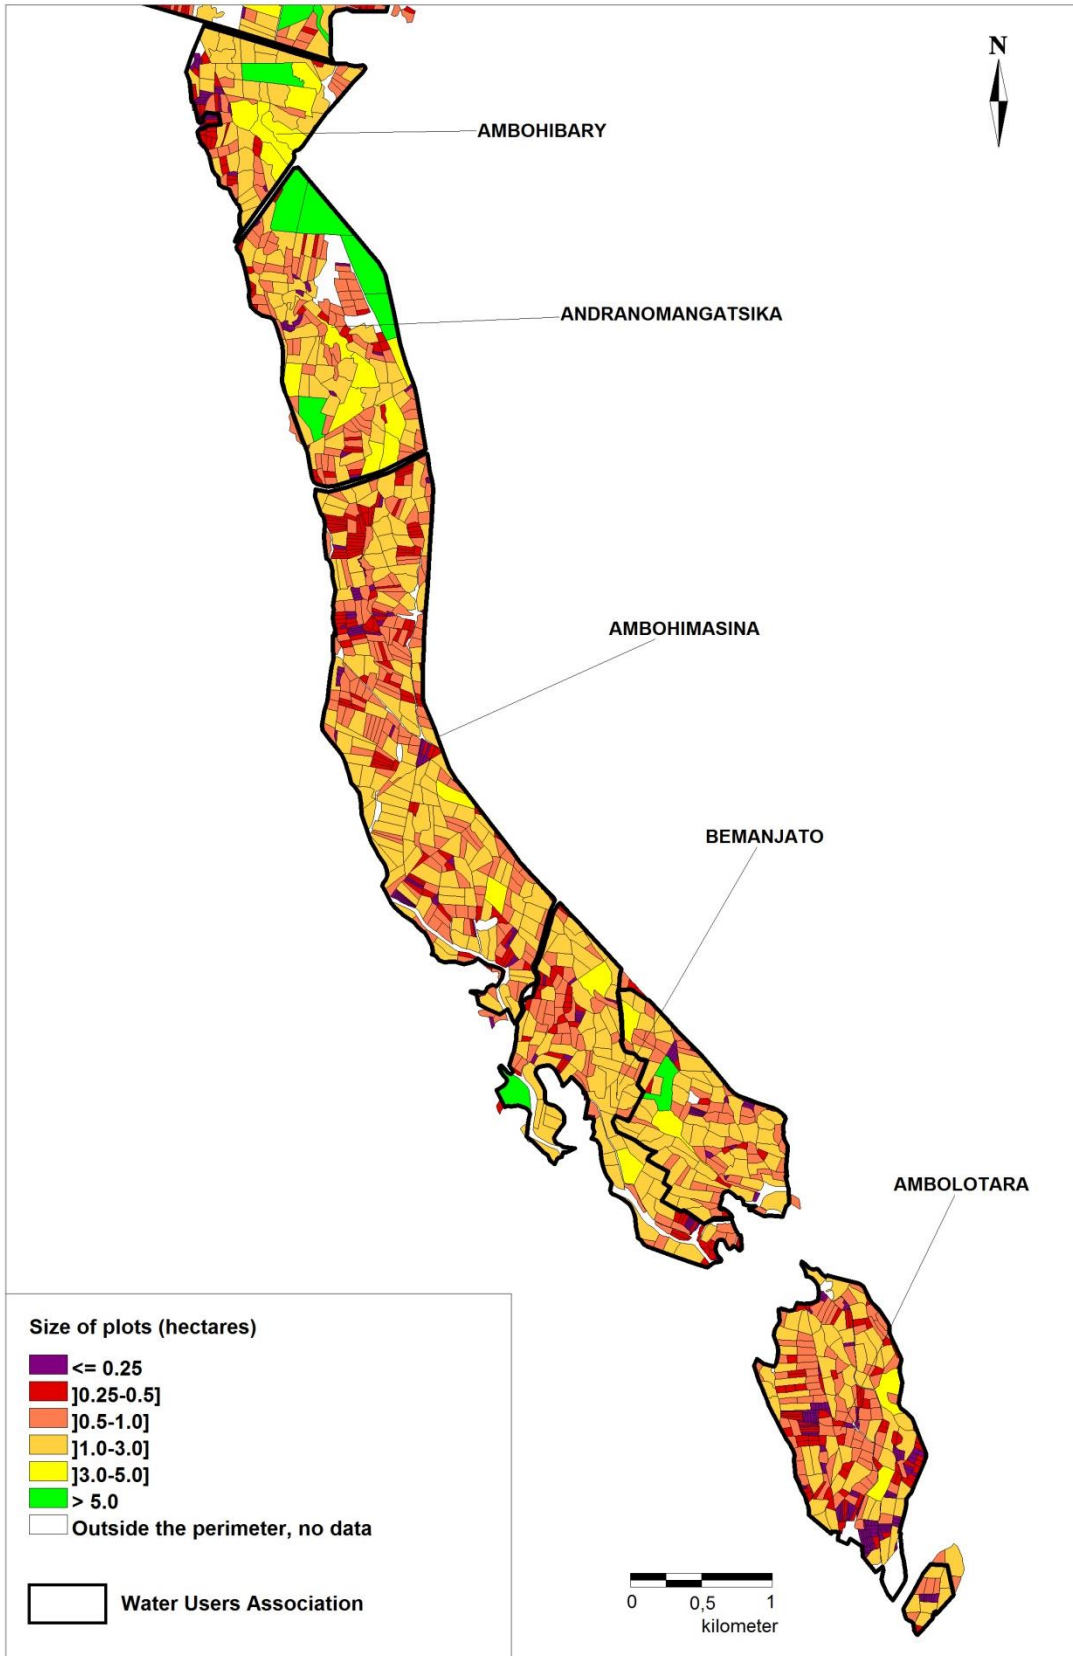 N
AMBOHIBARY
ANDRANOMANGATSIKA
AMBOHIMASINA
BEMANJATO
AMBOLOTARA
Size of plots (hectares)
<= 0.25
]0.25-0.5]
]0.5-1.0]
]1.0-3.0]
]3.0-5.0]
> 5.0
Outside the perimeter, no data
Water Users Association
0 0,5 1
kilometer